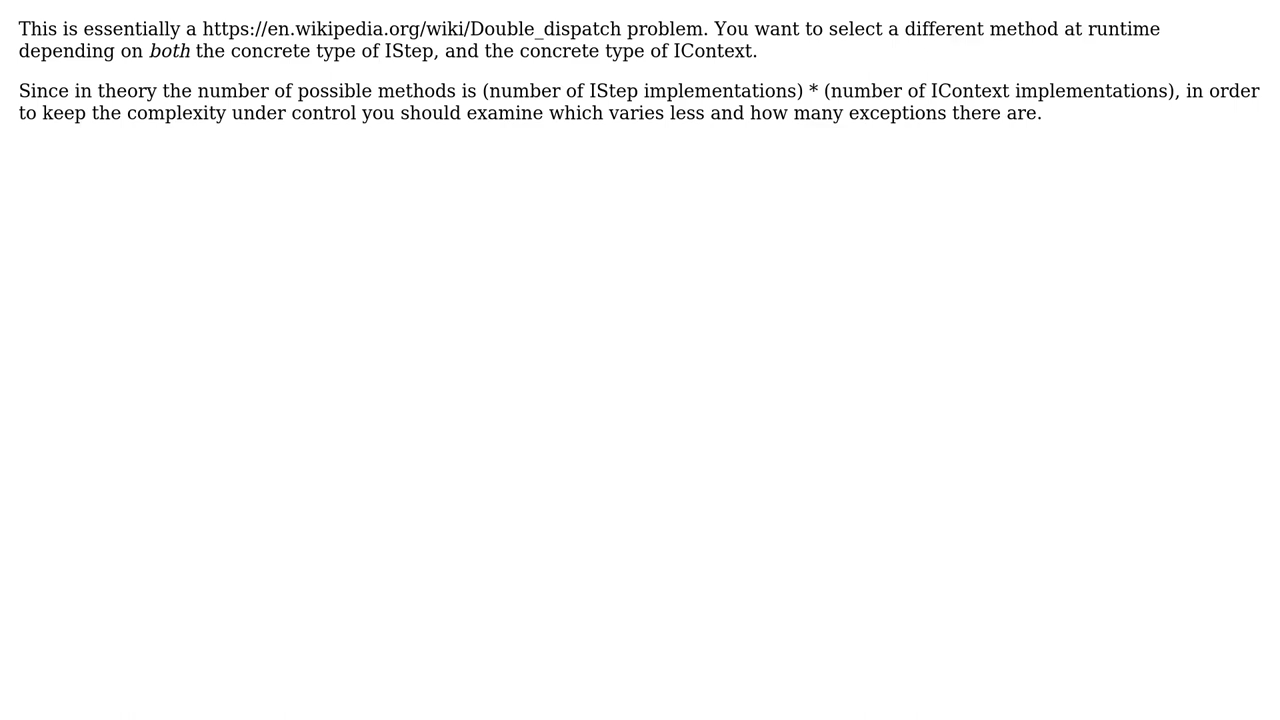 This is essentially a https://en.wikipedia.org/wiki/Double_dispatch problem. You want to select a different method at runtime
depending on both the concrete type of IStep, and the concrete type of IContext.
Since in theory the number of possible methods is (number of IStep implementations) * (number of IContext implementations), in order
to keep the complexity under control you should examine which varies less and how many exceptions there are.